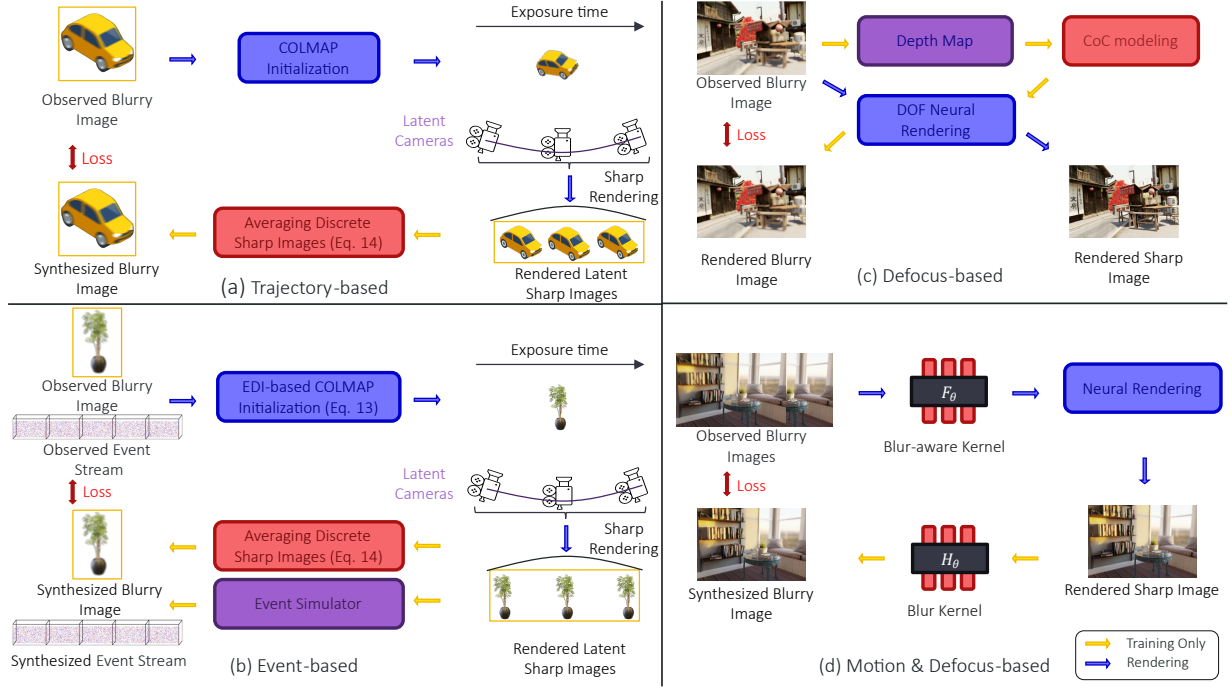 Observed Blurry
Image
COLMAP
Initialization
Exposure time
Latent
Cameras
Loss
Sharp
Rendering
Averaging Discrete
Sharp Images (Eq. 14)
Synthesized Blurry
Image
Rendered Latent
Sharp Images
(a) Trajectory-based
Observed Blurry
Image
Depth Map
CoC modeling
DOF Neural
Rendering
Loss
Rendered Blurry
Image
Rendered Sharp
Image
(c) Defocus-based
Observed Blurry
Image
Observed Event
Stream
EDI-based COLMAP
Initialization (Eq. 13)
Exposure time
Latent
Cameras
Loss
Sharp
Rendering
Averaging Discrete
Sharp Images (Eq. 14)
Synthesized Blurry
Image
Event Simulator
Synthesized Event Stream
Rendered Latent
Sharp Images
(b) Event-based
Observed Blurry
Images
Fθ
Blur-aware Kernel
Neural Rendering
Loss
Synthesized Blurry
Image
Hθ
Blur Kernel
Rendered Sharp Image
(d) Motion & Defocus-based
Training Only
Rendering